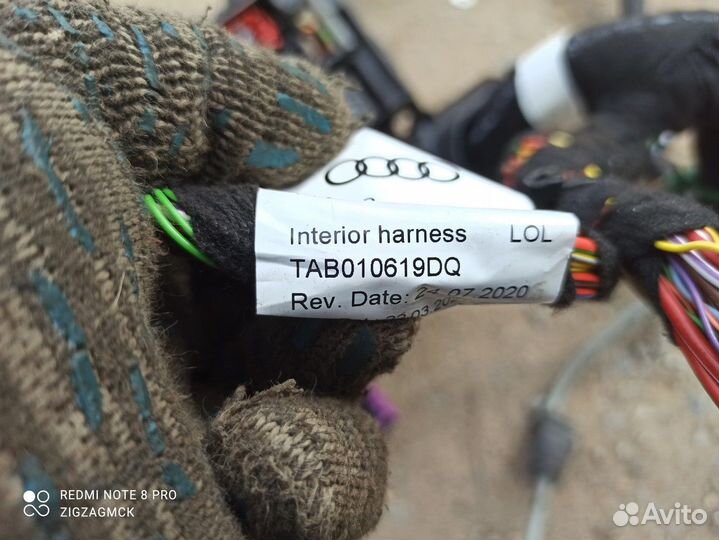 Interior harness LOL
TAB010619DQ
Rev. Date: 24.07.2020
REDMI NOTE 8 PRO
ZIGZAGMCK
Avito